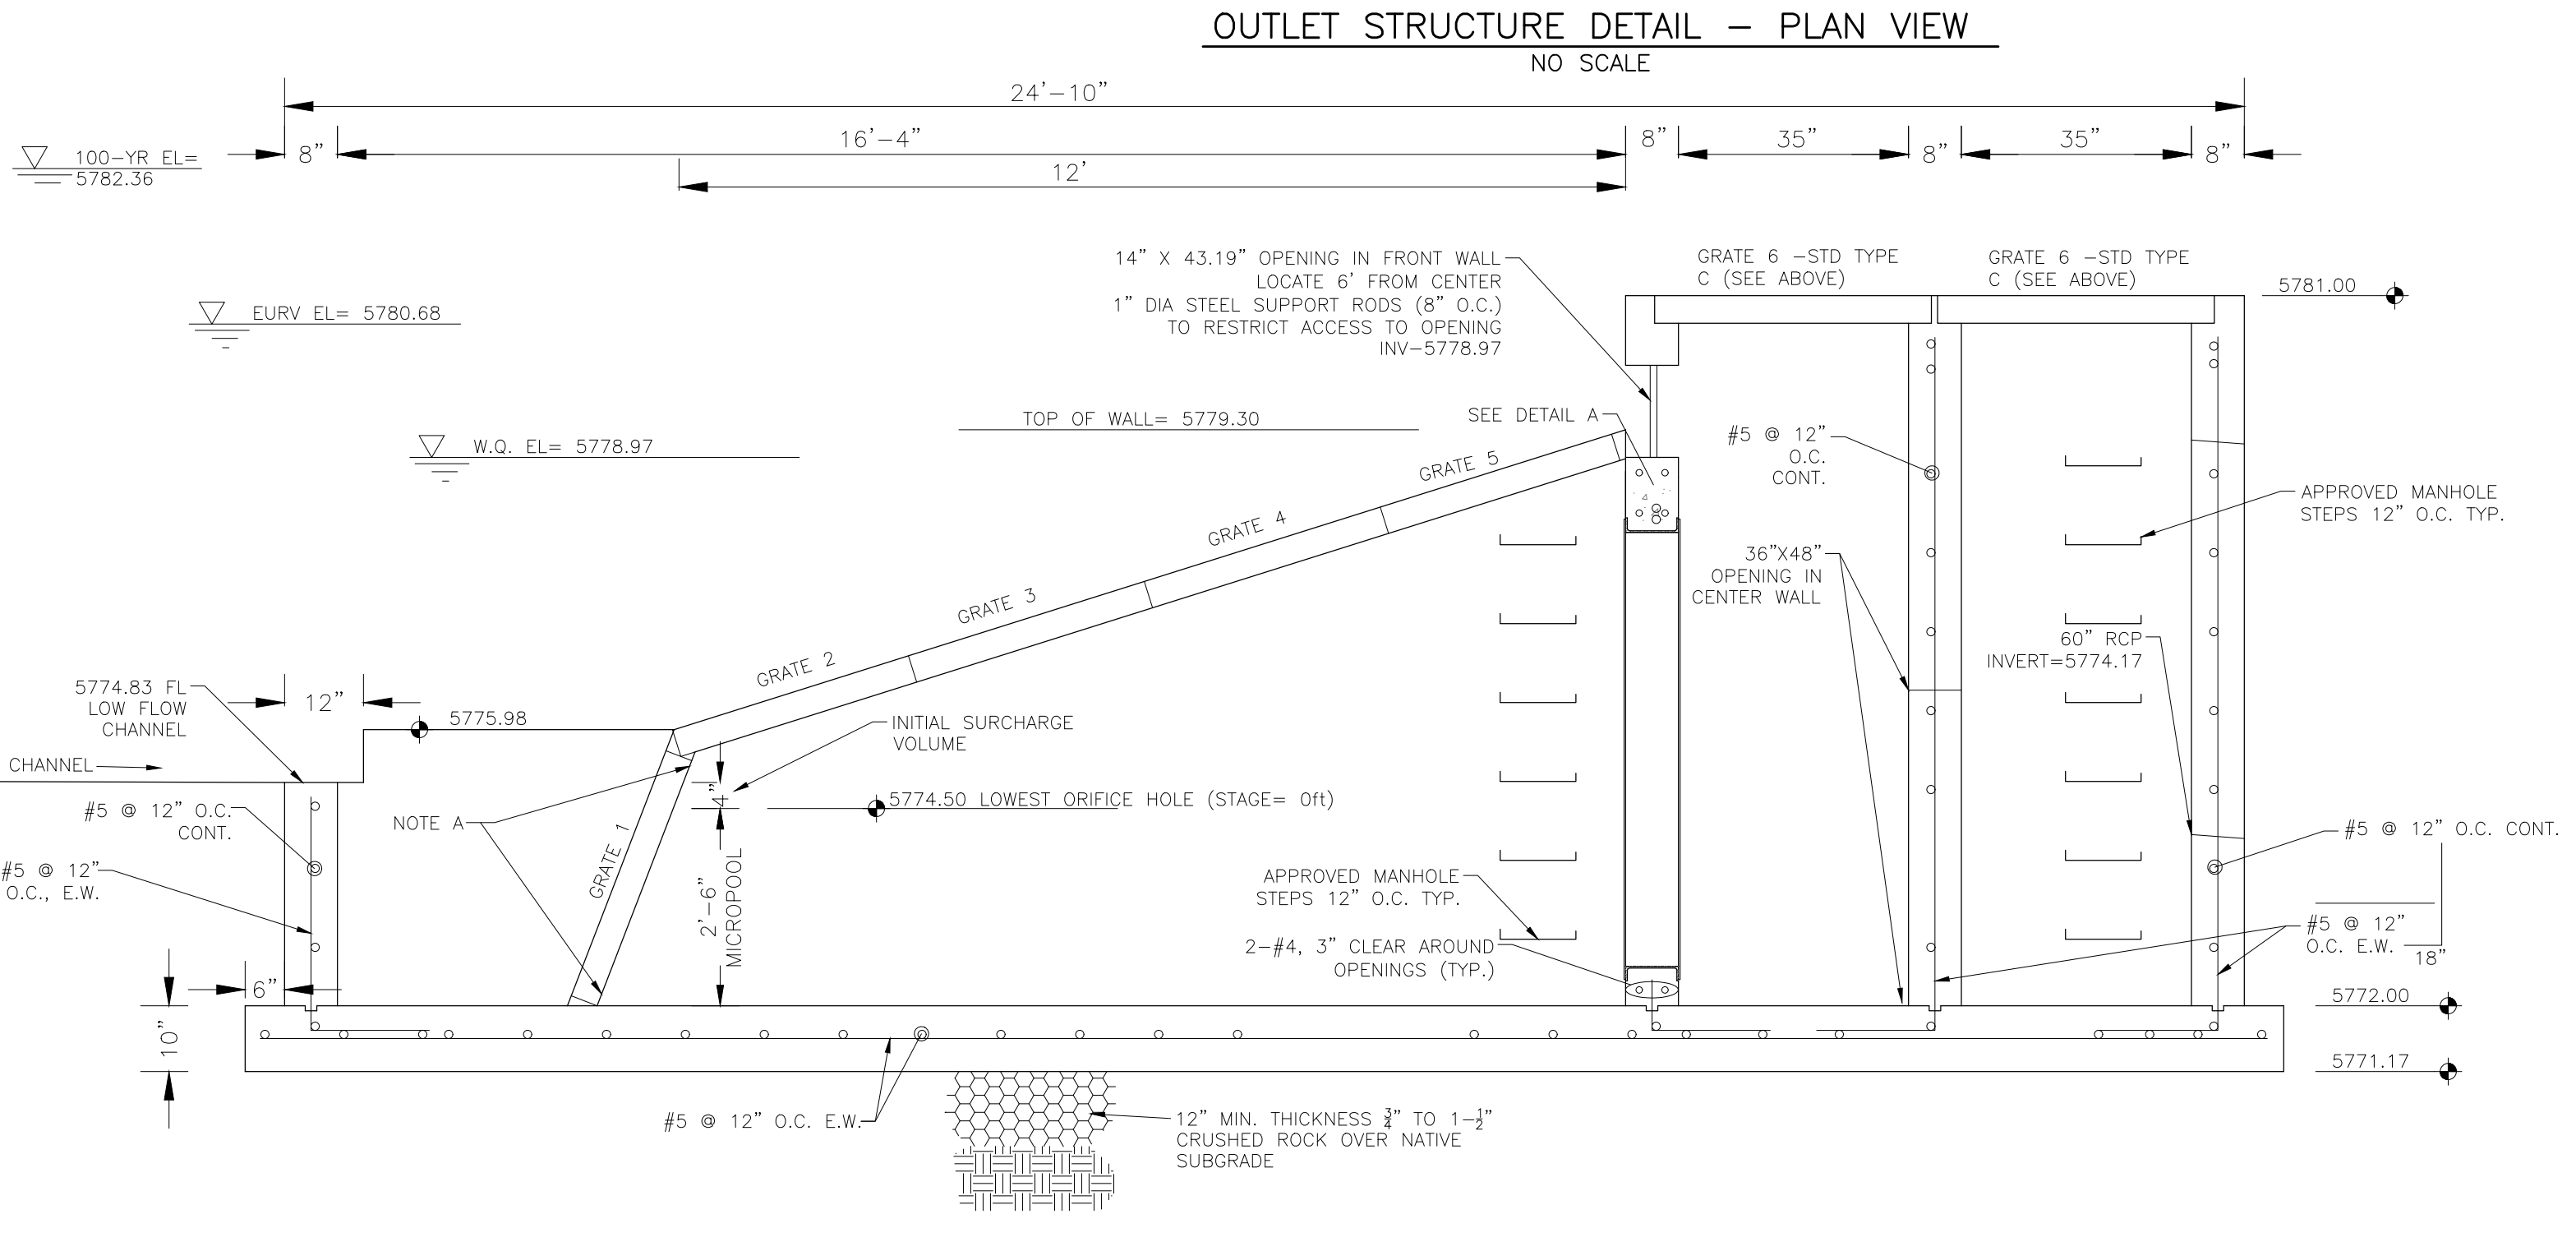 OUTLET STRUCTURE DETAIL – PLAN VIEW
NO SCALE
24'–10"
100–YR EL=
5782.36
8"
16'–4"
12'
8"
35"
8"
35"
8"
14" X 43.19" OPENING IN FRONT WALL
LOCATE 6' FROM CENTER
1" DIA STEEL SUPPORT RODS (8" O.C.)
TO RESTRICT ACCESS TO OPENING
INV–5778.97
GRATE 6 –STD TYPE
C (SEE ABOVE)
GRATE 6 –STD TYPE
C (SEE ABOVE)
5781.00
EURV EL= 5780.68
TOP OF WALL= 5779.30
SEE DETAIL A
W.Q. EL= 5778.97
#5 @ 12"
O.C.
CONT.
GRATE 5
GRATE 4
GRATE 3
GRATE 2
GRATE 1
APPROVED MANHOLE
STEPS 12" O.C. TYP.
36"X48"
OPENING IN
CENTER WALL
60" RCP
INVERT=5774.17
5774.83 FL
LOW FLOW
CHANNEL
12"
5775.98
INITIAL SURCHARGE
VOLUME
CHANNEL
4"
5774.50 LOWEST ORIFICE HOLE (STAGE= 0ft)
#5 @ 12" O.C.
CONT.
NOTE A
#5 @ 12" O.C. CONT.
#5 @ 12"
O.C., E.W.
2'–6"
MICROPOOL
APPROVED MANHOLE
STEPS 12" O.C. TYP.
2–#4, 3" CLEAR AROUND
OPENINGS (TYP.)
#5 @ 12"
O.C. E.W.
18"
6"
10"
5772.00
5771.17
#5 @ 12" O.C. E.W.
12" MIN. THICKNESS 3/4" TO 1–1/2"
CRUSHED ROCK OVER NATIVE
SUBGRADE